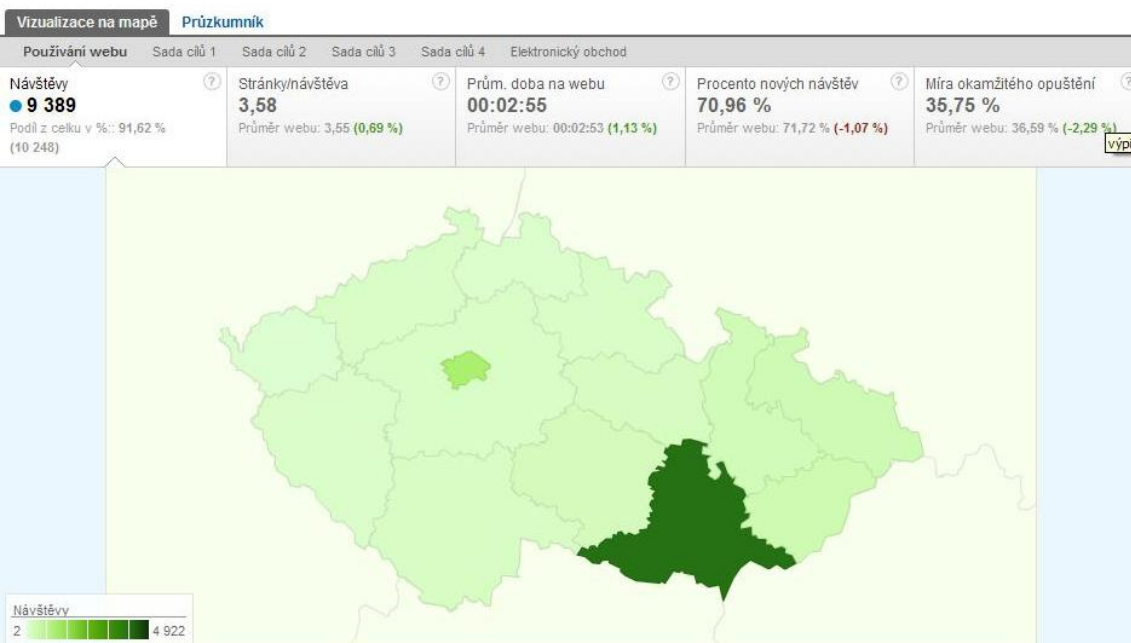 Vizualizace na mapě Průzkumník
Používání webu Sada cílů 1 Sada cílů 2 Sada cílů 3 Sada cílů 4 Elektronický obchod
Návštěvy ?
9 389
Podíl z celku v %:: 91,62 %
(10 248)
Stránky/návštěva ?
3,58
Průměr webu: 3,55 (0,69 %)
Prům. doba na webu ?
00:02:55
Průměr webu: 00:02:53 (1,13 %)
Procento nových návštěv ?
70,96 %
Průměr webu: 71,72 % (-1,07 %)
Míra okamžitého opuštění ?
35,75 %
Průměr webu: 36,59 % (-2,29 %)
Návštěvy
2 4 922